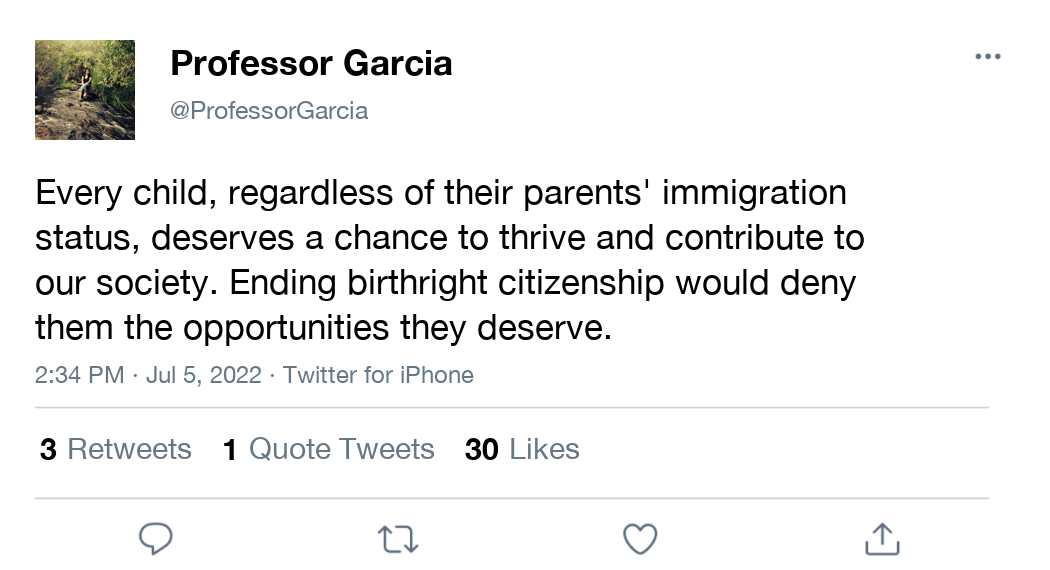 Professor Garcia
@ProfessorGarcia
Every child, regardless of their parents' immigration
status, deserves a chance to thrive and contribute to
our society. Ending birthright citizenship would deny
them the opportunities they deserve.
2:34 PM · Jul 5, 2022 · Twitter for iPhone
3 Retweets 1 Quote Tweets 30 Likes